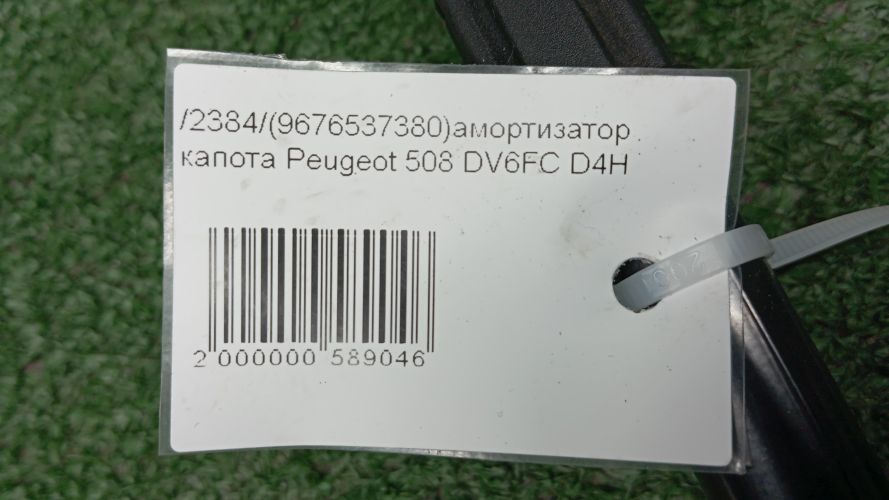 /2384/(9676537380)амортизатор
капота Peugeot 508 DV6FC D4H
2 000000 589046